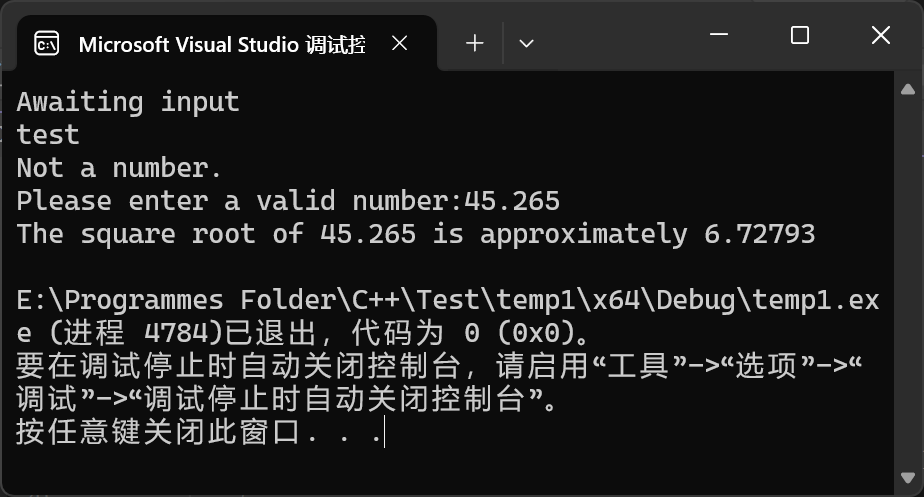 Microsoft Visual Studio 调试控
Awaiting input
test
Not a number.
Please enter a valid number:45.265
The square root of 45.265 is approximately 6.72793
E:\Programmes Folder\C++\Test\temp1\x64\Debug\temp1.ex
e (进程 4784)已退出，代码为 0 (0x0)。
要在调试停止时自动关闭控制台，请启用“工具”->“选项”->“
调试”->“调试停止时自动关闭控制台”。
按任意键关闭此窗口. . .